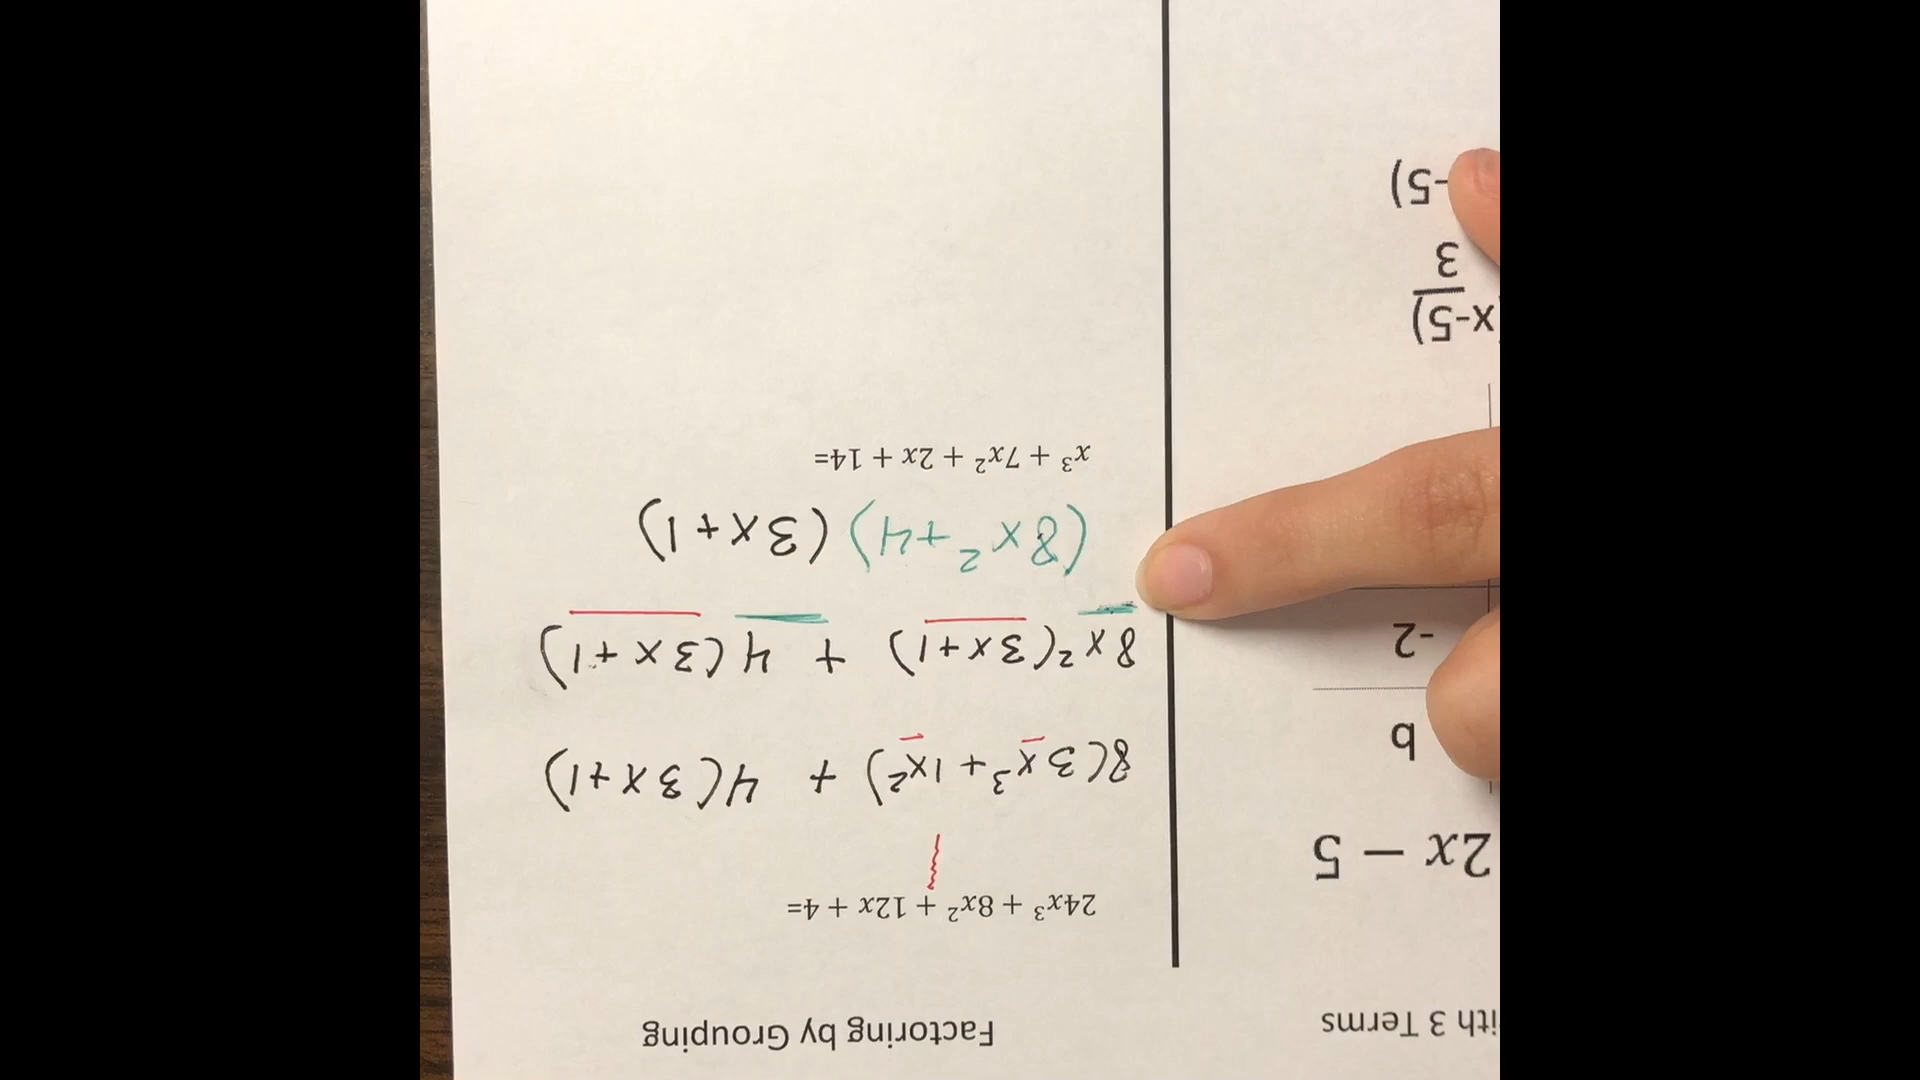 Factoring by Grouping
24x³ + 8x² + 12x + 4=
8(3x³+1x²) + 4(3x+1)
8x²(3x+1) + 4(3x+1)
(8x²+4)(3x+1)
x³ + 7x² + 2x + 14=
ith 3 Terms
2x − 5
b
-2
x-5)
3
-5)